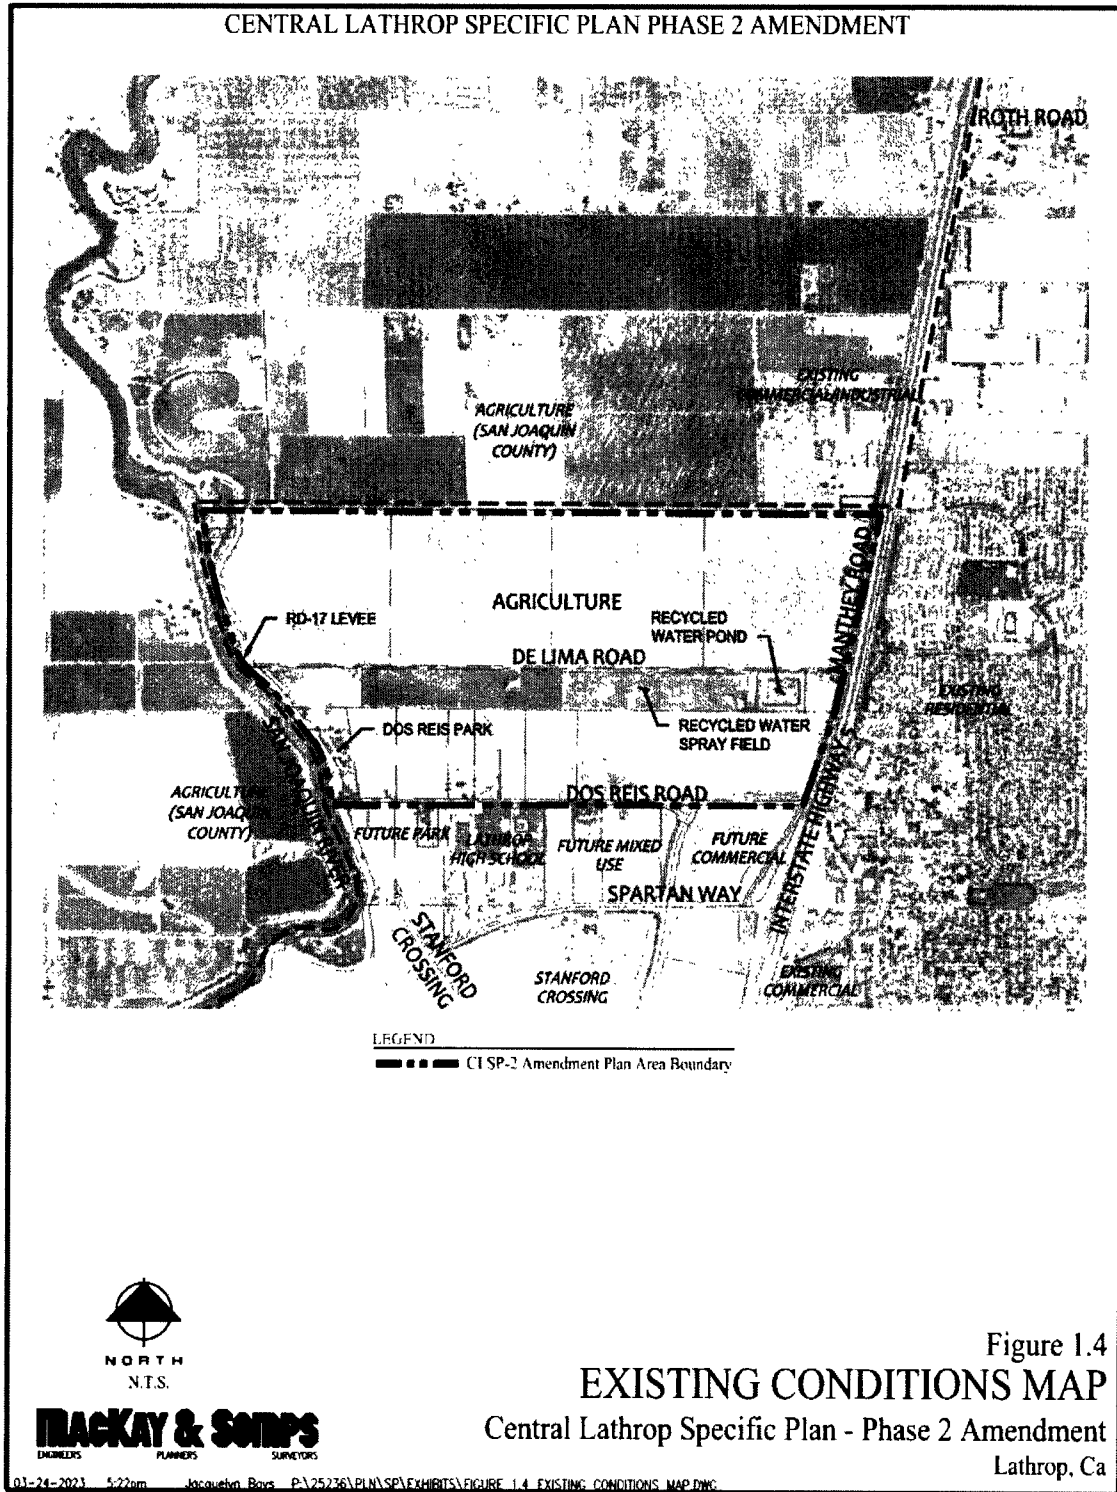 CENTRAL LATHROP SPECIFIC PLAN PHASE 2 AMENDMENT
ROTH ROAD
EXISTING
COMMERCIAL/INDUSTRIAL
AGRICULTURE
(SAN JOAQUIN
COUNTY)
MANTHEY ROAD
AGRICULTURE
RD-17 LEVEE
RECYCLED
WATER POND
DE LIMA ROAD
EXISTING
RESIDENTIAL
DOS REIS PARK
RECYCLED WATER
SPRAY FIELD
SAN JOAQUIN RIVER
INTERSTATE HIGHWAY 5
AGRICULTURE
(SAN JOAQUIN
COUNTY)
DOS REIS ROAD
FUTURE PARK
LATHROP
HIGH SCHOOL
FUTURE MIXED
USE
FUTURE
COMMERCIAL
SPARTAN WAY
STANFORD
CROSSING
STANFORD
CROSSING
EXISTING
COMMERCIAL
LEGEND
CLSP-2 Amendment Plan Area Boundary
NORTH
N.T.S.
Figure 1.4
EXISTING CONDITIONS MAP
Central Lathrop Specific Plan - Phase 2 Amendment
Lathrop, Ca
MACKAY & SOMPS
ENGINEERS PLANNERS SURVEYORS
03-24-2023 5:22pm Jacquelyn Bays P:\25236\PLN\SP\EXHIBITS\FIGURE 1.4 EXISTING CONDITIONS MAP.DWG